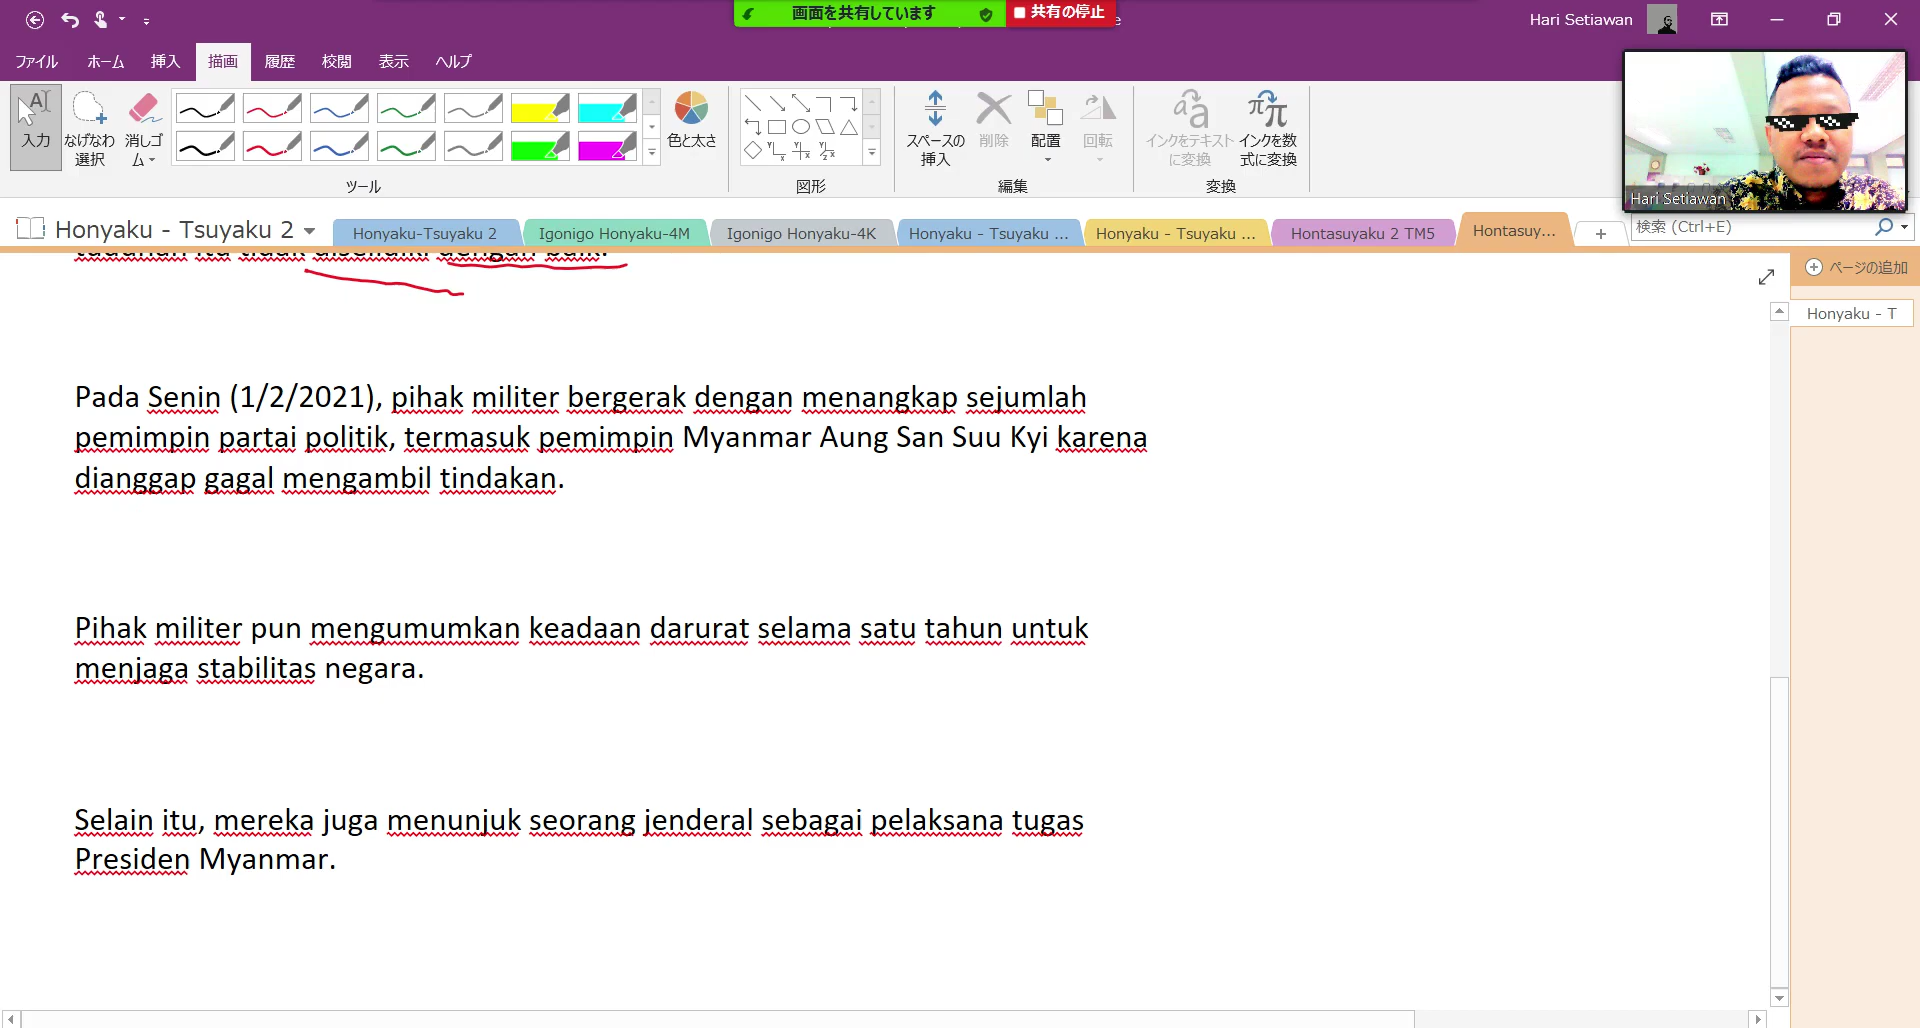 画面を共有しています
共有の停止
Hari Setiawan
ファイル ホーム 挿入 描画 履歴 校閲 表示 ヘルプ
入力
なげなわ選択
消しゴム
色と太さ
スペースの挿入
削除
配置
回転
インクをテキストに変換
インクを数式に変換
ツール
図形
編集
変換
Hari Setiawan
Honyaku - Tsuyaku 2
Honyaku-Tsuyaku 2
Igonigo Honyaku-4M
Igonigo Honyaku-4K
Honyaku - Tsuyaku ...
Honyaku - Tsuyaku ...
Hontasuyaku 2 TM5
Hontasuy...
検索 (Ctrl+E)
ページの追加
Honyaku - T
itu tidak disendiki dengan baik.
Pada Senin (1/2/2021), pihak militer bergerak dengan menangkap sejumlah
pemimpin partai politik, termasuk pemimpin Myanmar Aung San Suu Kyi karena
dianggap gagal mengambil tindakan.
Pihak militer pun mengumumkan keadaan darurat selama satu tahun untuk
menjaga stabilitas negara.
Selain itu, mereka juga menunjuk seorang jenderal sebagai pelaksana tugas
Presiden Myanmar.